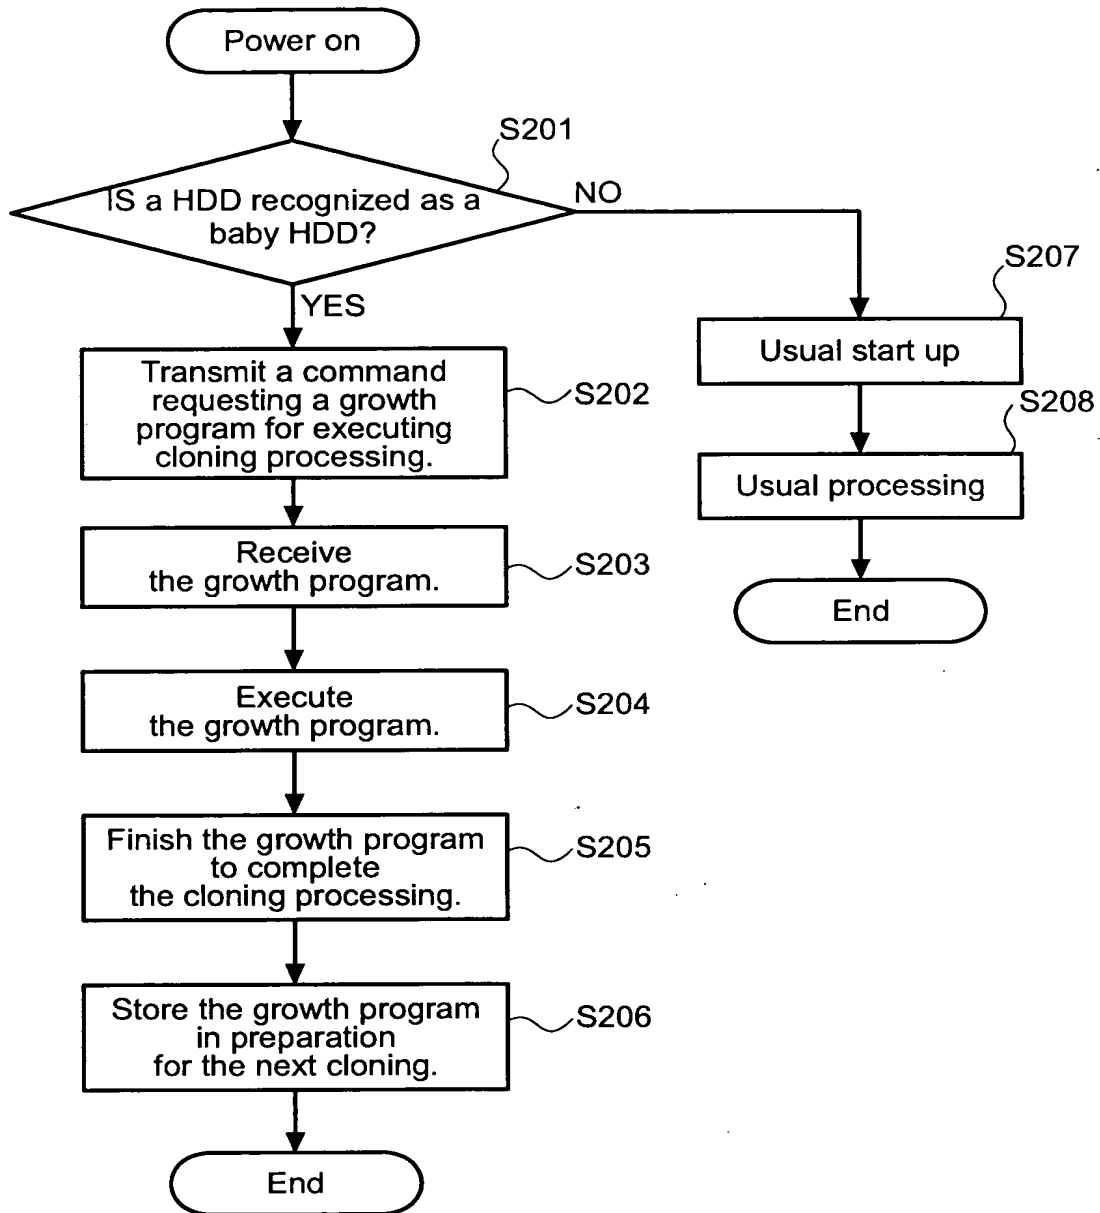 Power on
S201
IS a HDD recognized as a
baby HDD?
NO
YES
S207
Usual start up
Transmit a command
requesting a growth
program for executing
cloning processing.
S202
S208
Usual processing
Receive
the growth program.
S203
End
Execute
the growth program.
S204
Finish the growth program
to complete
the cloning processing.
S205
Store the growth program
in preparation
for the next cloning.
S206
End